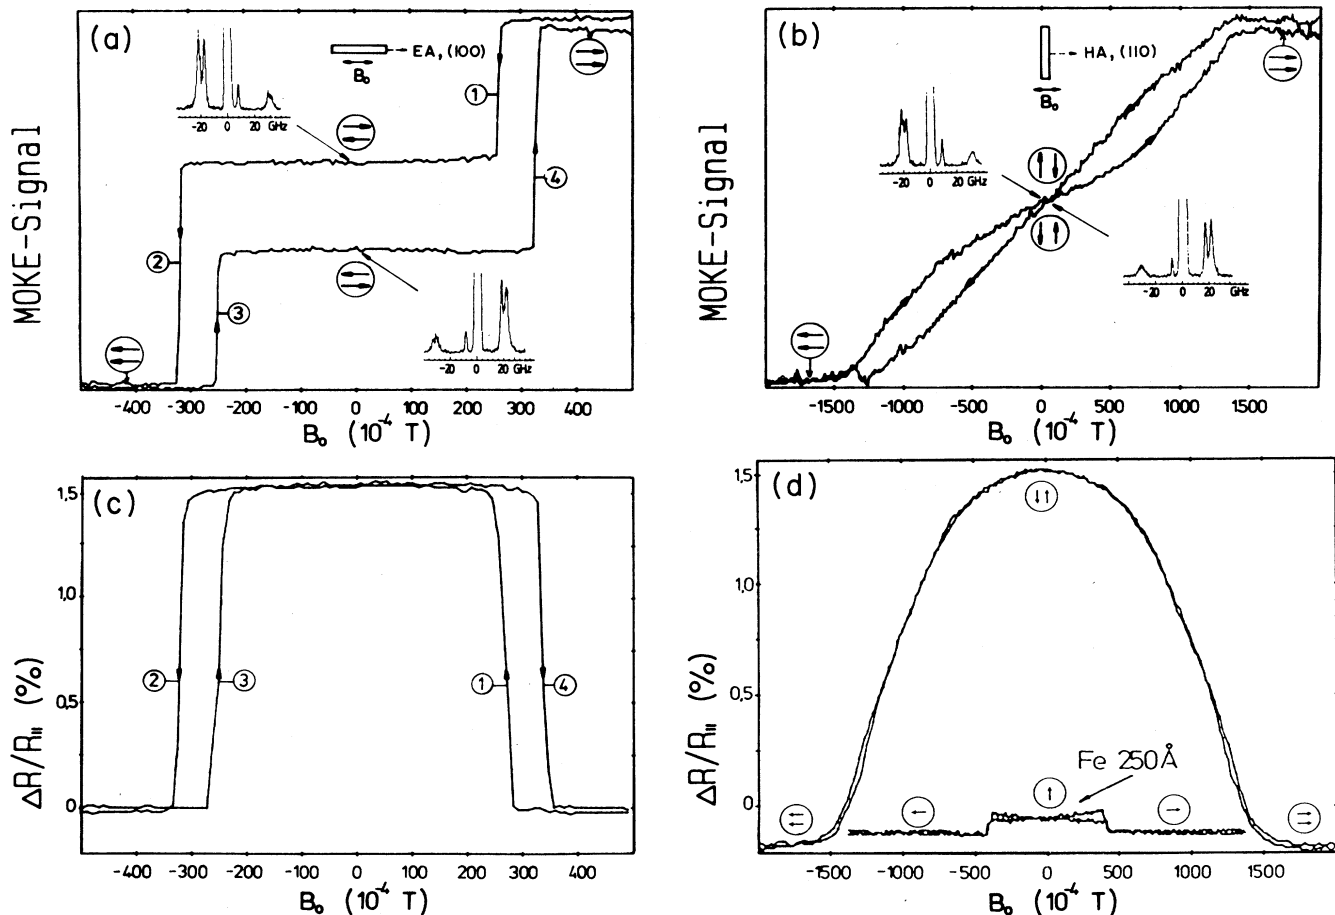 (a)
EA, (100)
B₀
-20 0 20 GHz
①
④
②
③
-20 0 20 GHz
MOKE-Signal
-400 -300 -200 -100 0 100 200 300 400
B₀ (10⁻⁴ T)
(b)
HA, (110)
B₀
-20 0 20 GHz
-20 0 20 GHz
MOKE-Signal
-1500 -1000 -500 0 500 1000 1500
B₀ (10⁻⁴ T)
(c)
1,5
1,0
0,5
0
② ③ ① ④
ΔR/R_III (%)
-400 -300 -200 -100 0 100 200 300 400
B₀ (10⁻⁴ T)
(d)
1,5
1,0
0,5
0
Fe 250Å
ΔR/R_III (%)
-1500 -1000 -500 0 500 1000 1500
B₀ (10⁻⁴ T)